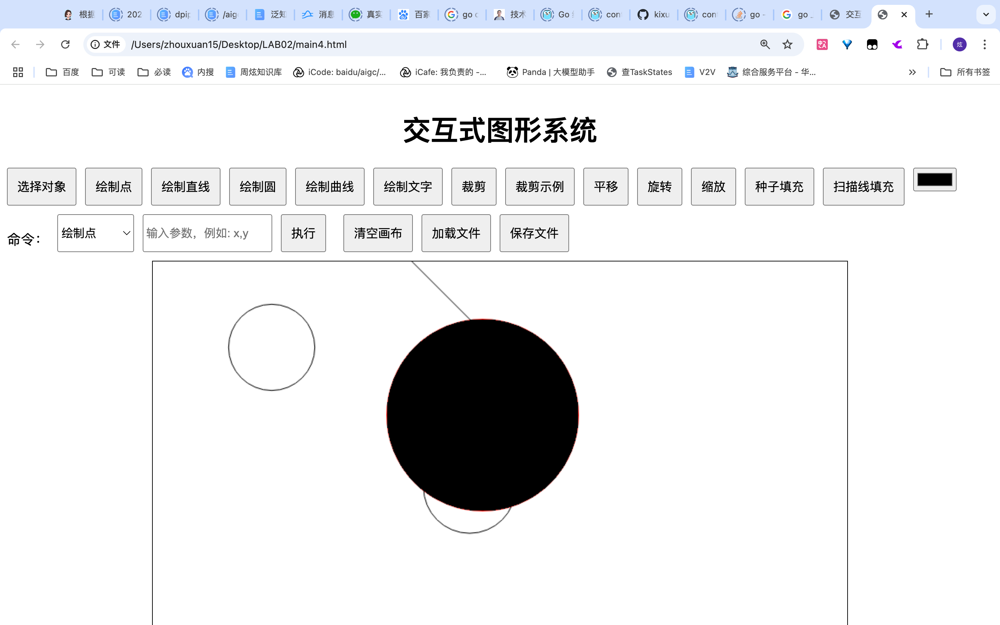 根据 202 dpip /aig 泛知 消息 真实 百家 go c 技术 Go con kixu con go - go _ 交互
文件 /Users/zhouxuan15/Desktop/LAB02/main4.html 炫
百度 可读 必读 内搜 周炫知识库 iCode: baidu/aigc/... iCafe: 我负责的 -... Panda | 大模型助手 查TaskStates V2V 综合服务平台 - 华... 所有书签
交互式图形系统
选择对象 绘制点 绘制直线 绘制圆 绘制曲线 绘制文字 裁剪 裁剪示例 平移 旋转 缩放 种子填充 扫描线填充
命令： 绘制点 输入参数，例如: x,y 执行 清空画布 加载文件 保存文件